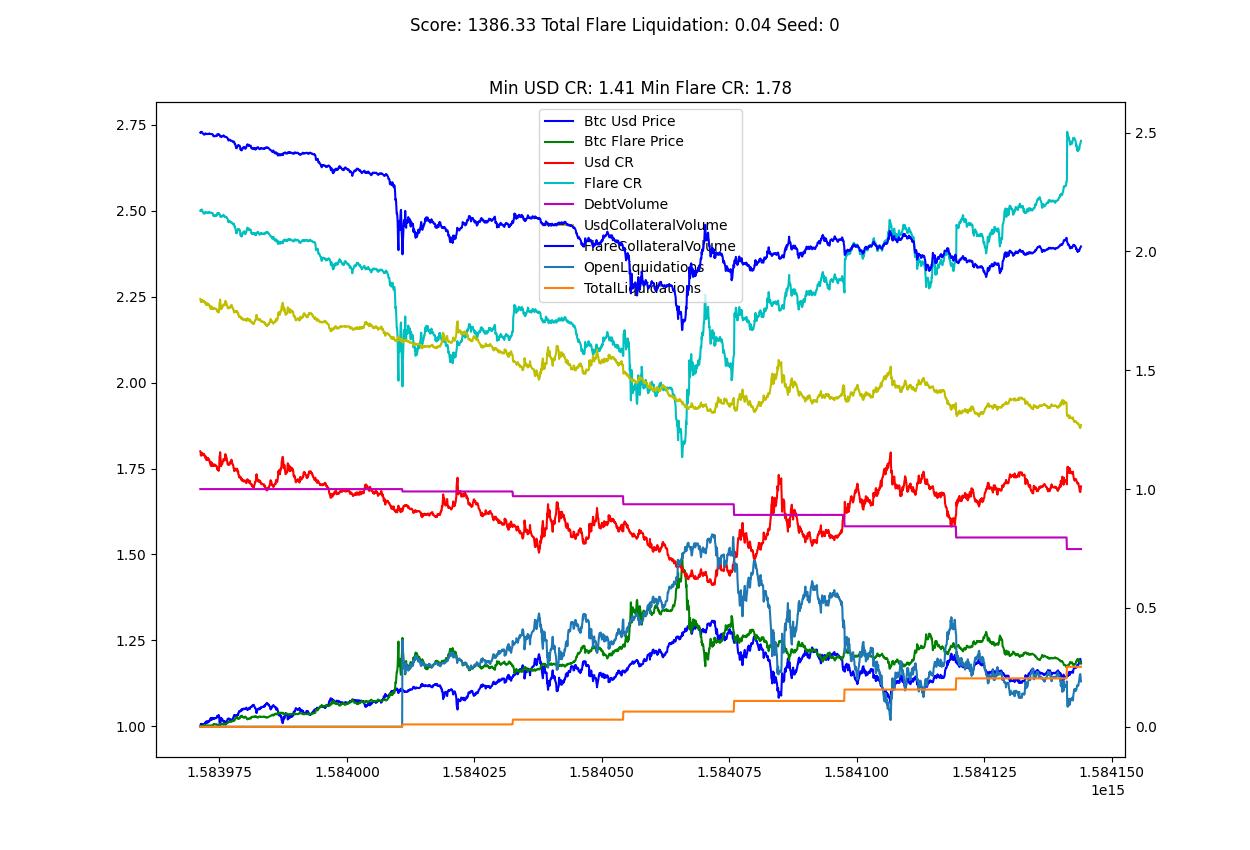 Score: 1386.33 Total Flare Liquidation: 0.04 Seed: 0
Min USD CR: 1.41 Min Flare CR: 1.78
Btc Usd Price
Btc Flare Price
Usd CR
Flare CR
DebtVolume
UsdCollateralVolume
FlareCollateralVolume
OpenLiquidations
TotalLiquidations
2.75
2.50
2.25
2.00
1.75
1.50
1.25
1.00
2.5
2.0
1.5
1.0
0.5
0.0
1.583975 1.584000 1.584025 1.584050 1.584075 1.584100 1.584125 1.584150
1e15